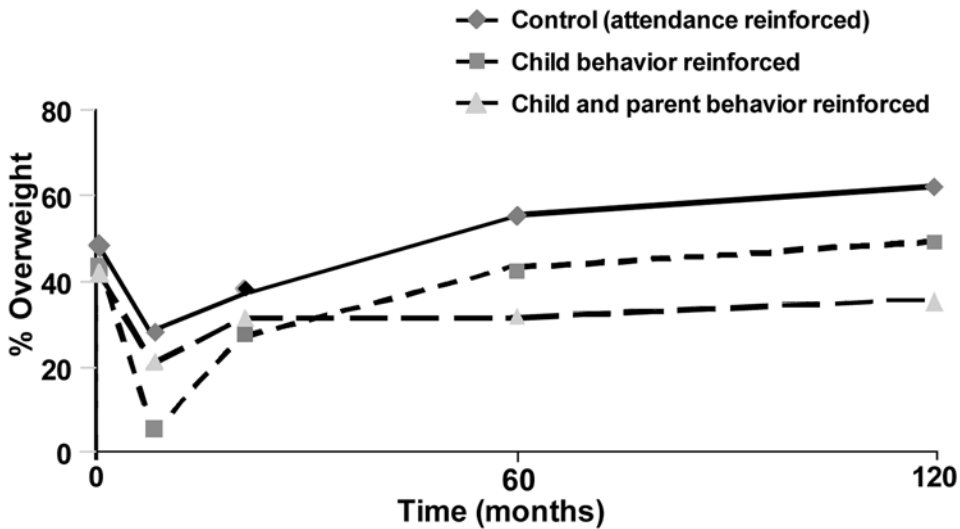 Control (attendance reinforced)
Child behavior reinforced
Child and parent behavior reinforced
80
60
40
20
0
% Overweight
0
60
120
Time (months)